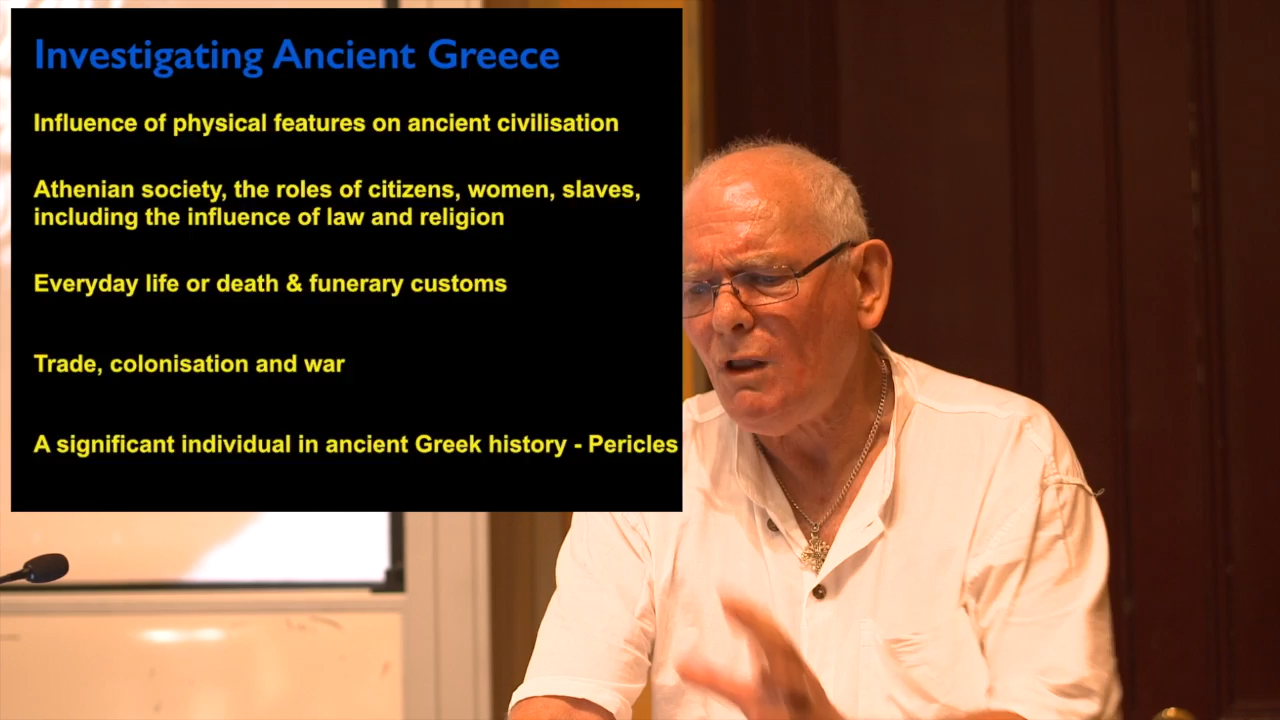 Investigating Ancient Greece
Influence of physical features on ancient civilisation
Athenian society, the roles of citizens, women, slaves,
including the influence of law and religion
Everyday life or death & funerary customs
Trade, colonisation and war
A significant individual in ancient Greek history - Pericles